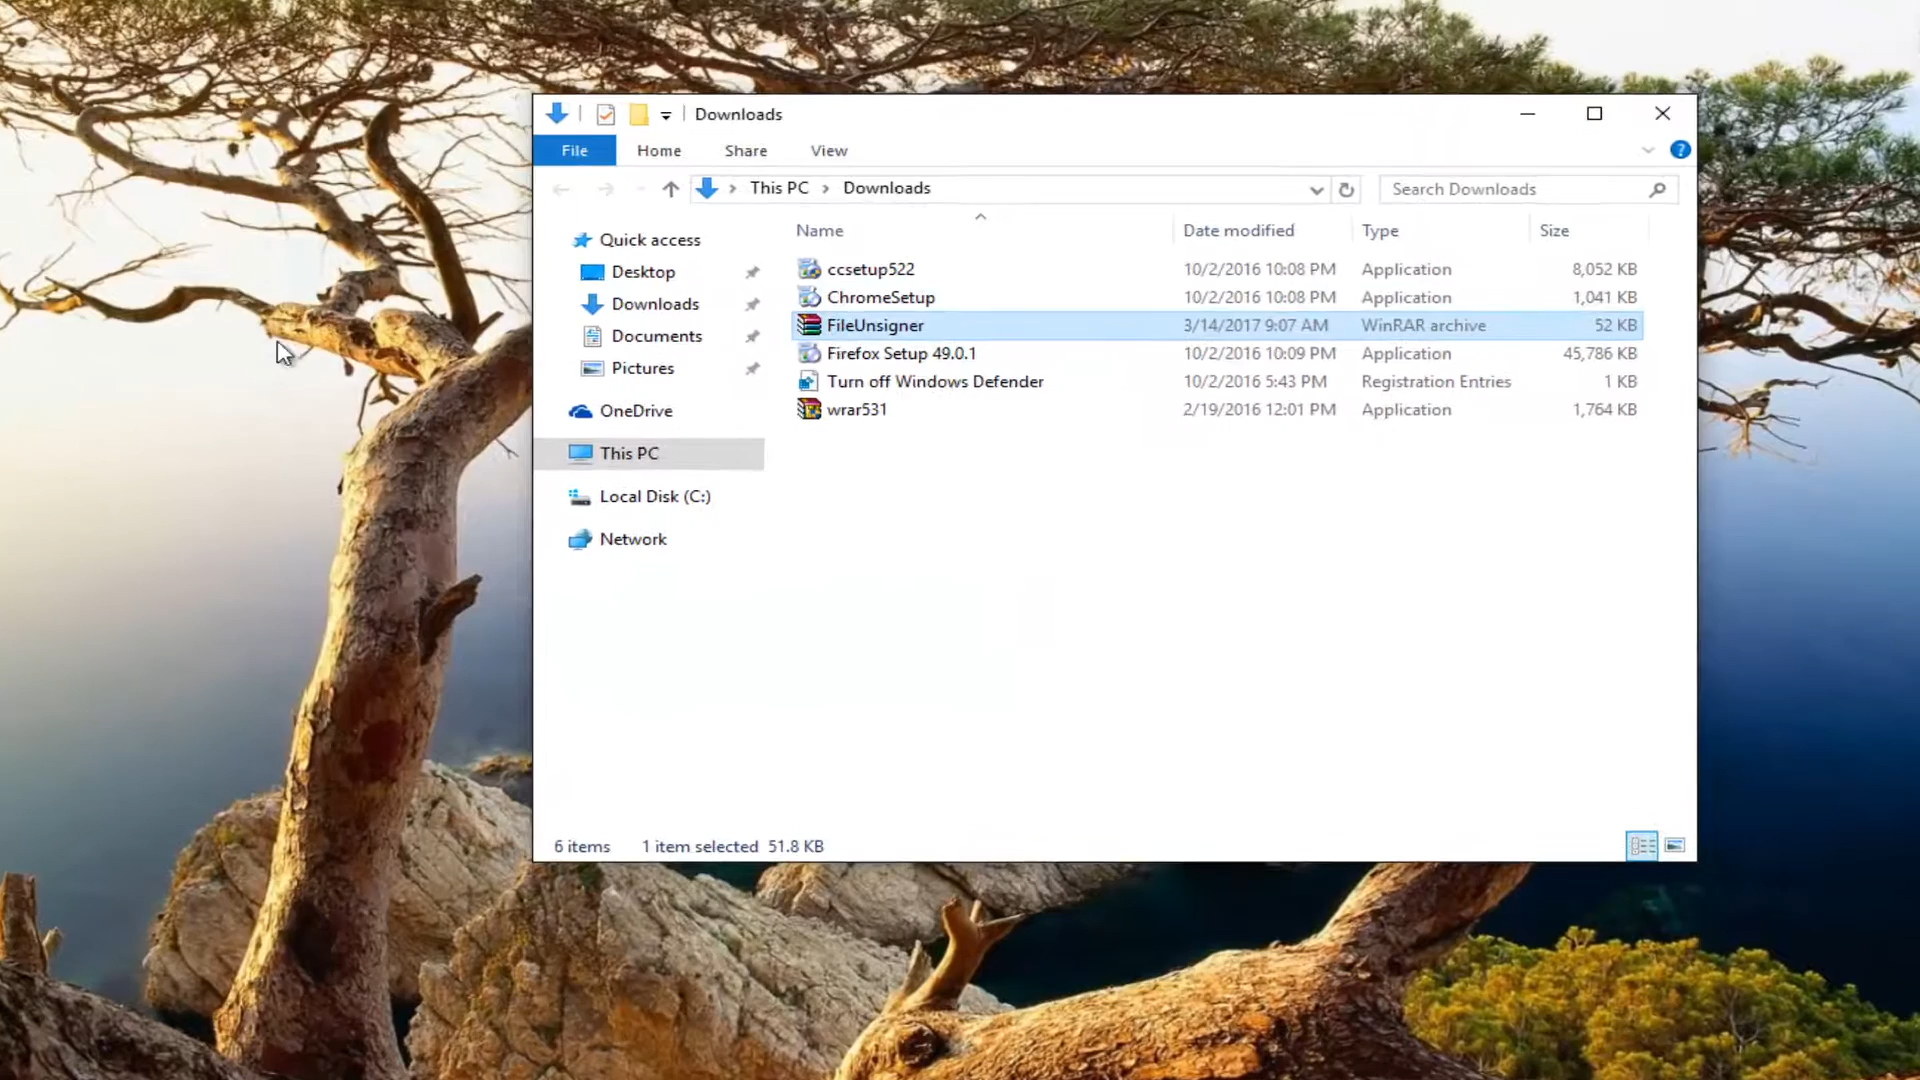 Downloads
File Home Share View
This PC Downloads Search Downloads
Name Date modified Type Size
Quick access
Desktop
Downloads
Documents
Pictures
OneDrive
This PC
Local Disk (C:)
Network
ccsetup522 10/2/2016 10:08 PM Application 8,052 KB
ChromeSetup 10/2/2016 10:08 PM Application 1,041 KB
FileUnsigner 3/14/2017 9:07 AM WinRAR archive 52 KB
Firefox Setup 49.0.1 10/2/2016 10:09 PM Application 45,786 KB
Turn off Windows Defender 10/2/2016 5:43 PM Registration Entries 1 KB
wrar531 2/19/2016 12:01 PM Application 1,764 KB
6 items 1 item selected 51.8 KB